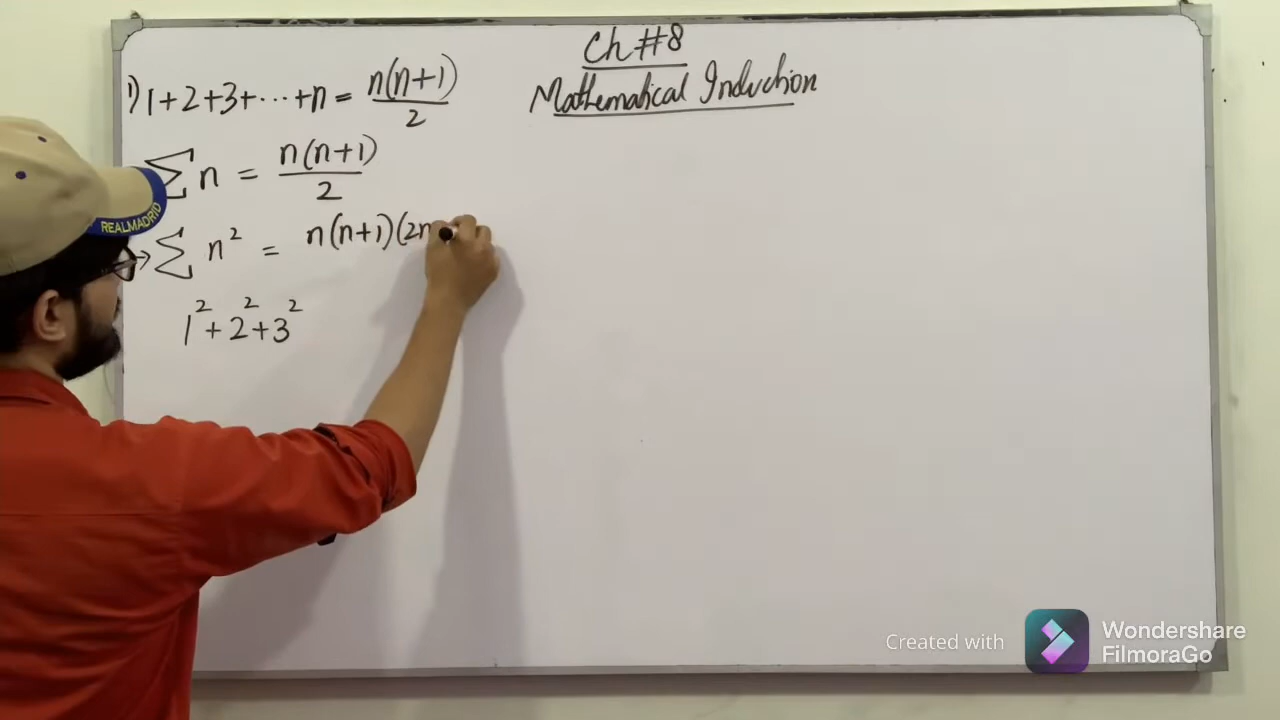 Ch #8
Mathematical Induction
1) 1+2+3+...+n = n(n+1)/2
∑ n = n(n+1)/2
→ ∑ n² = n(n+1)(2n
1²+2²+3²
REALMADRID
Created with
Wondershare
FilmoraGo